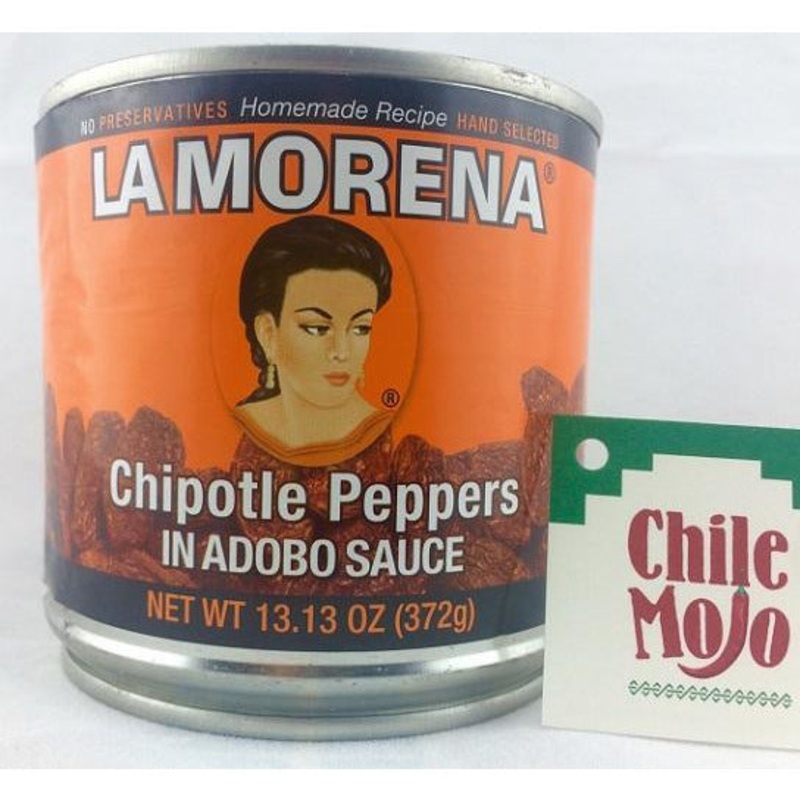 NO PRESERVATIVES Homemade Recipe HAND SELECTED
LA MORENA®
®
Chipotle Peppers
IN ADOBO SAUCE
NET WT 13.13 OZ (372g)
Chile
Mojo